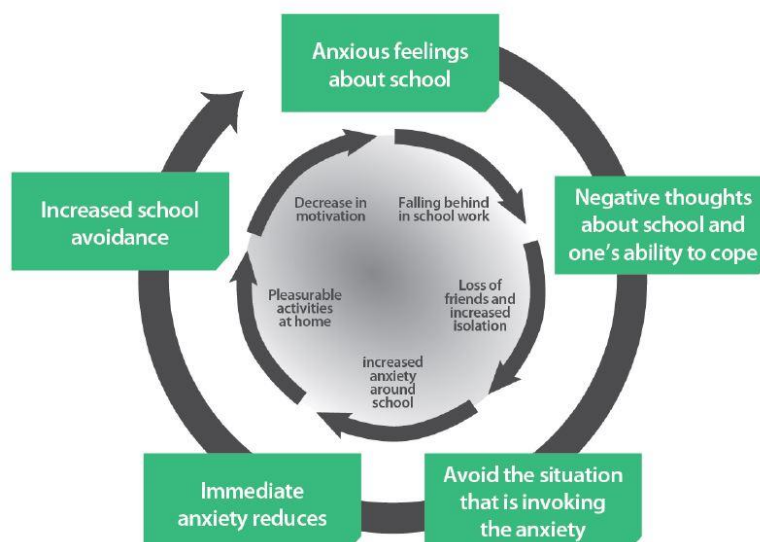 Anxious feelings
about school
Negative thoughts
about school and
one's ability to cope
Avoid the situation
that is invoking
the anxiety
Immediate
anxiety reduces
Increased school
avoidance
Falling behind
in school work
Loss of
friends and
increased
isolation
increased
anxiety
around
school
Pleasurable
activities
at home
Decrease in
motivation